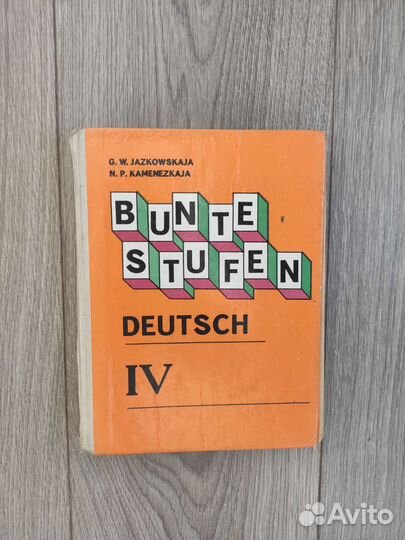 G. W. JAZKOWSKAJA
N. P. KAMENEZKAJA
BUNTE
STUFEN
DEUTSCH
IV
Avito